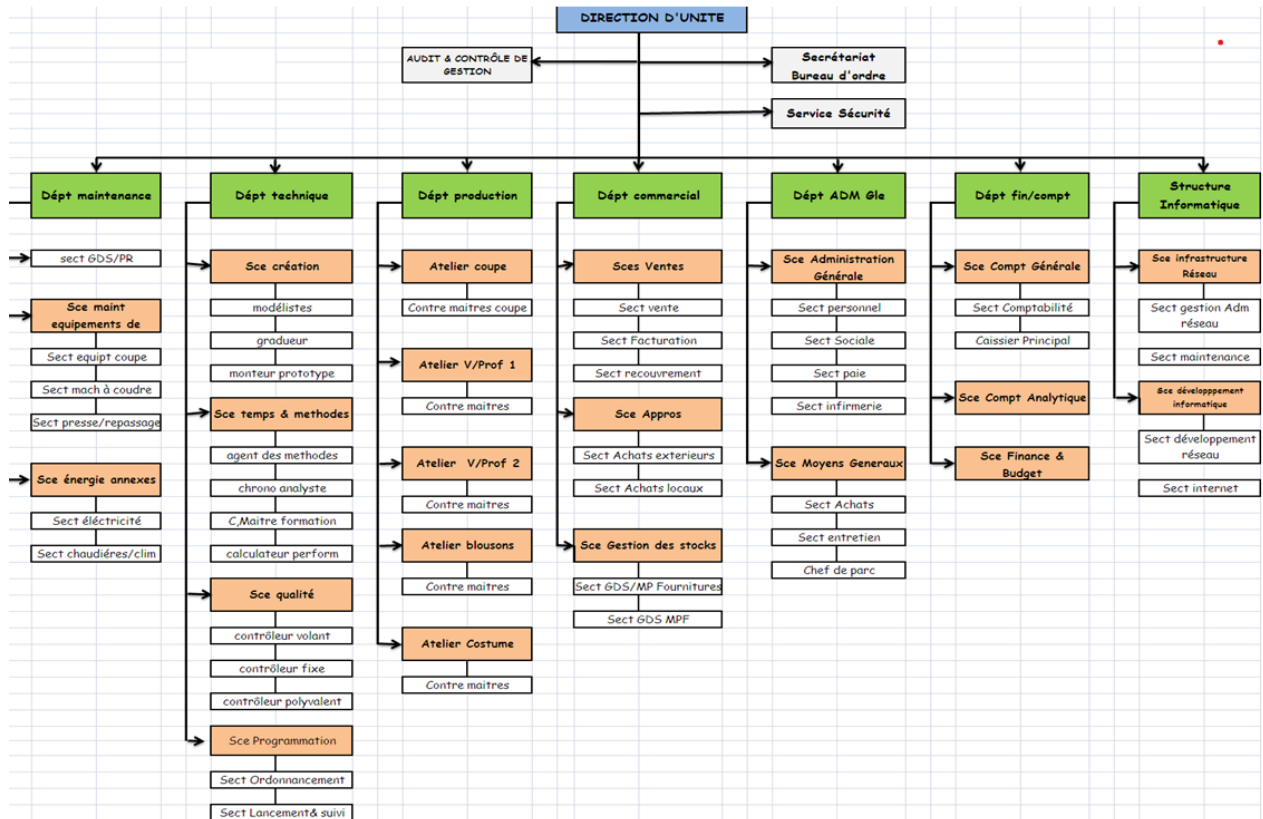 DIRECTION D'UNITE
AUDIT & CONTRÔLE DE
GESTION
Secrétariat
Bureau d'ordre
Service Sécurité
Dépt maintenance
sect GDS/PR
Sce maint
equipements de
Sect equipt coupe
Sect mach à coudre
Sect presse/repassage
Sce énergie annexes
Sect éléctricité
Sect chaudiéres/clim
Dépt technique
Sce création
modélistes
gradueur
monteur prototype
Sce temps & methodes
agent des methodes
chrono analyste
C,Maitre formation
calculateur perform
Sce qualité
contrôleur volant
contrôleur fixe
contrôleur polyvalent
Sce Programmation
Sect Ordonnancement
Sect Lancement& suivi
Dépt production
Atelier coupe
Contre maitres coupe
Atelier V/Prof 1
Contre maitres
Atelier V/Prof 2
Contre maitres
Atelier blousons
Contre maitres
Atelier Costume
Contre maitres
Dépt commercial
Sces Ventes
Sect vente
Sect Facturation
Sect recouvrement
Sce Appros
Sect Achats exterieurs
Sect Achats locaux
Sce Gestion des stocks
Sect GDS/MP Fournitures
Sect GDS MPF
Dépt ADM Gle
Sce Administration
Générale
Sect personnel
Sect Sociale
Sect paie
Sect infirmerie
Sce Moyens Generaux
Sect Achats
Sect entretien
Chef de parc
Dépt fin/compt
Sce Compt Générale
Sect Comptabilité
Caissier Principal
Sce Compt Analytique
Sce Finance &
Budget
Structure
Informatique
Sce infrastructure
Réseau
Sect gestion Adm
réseau
Sect maintenance
Sce développpement
informatique
Sect développement
réseau
Sect internet